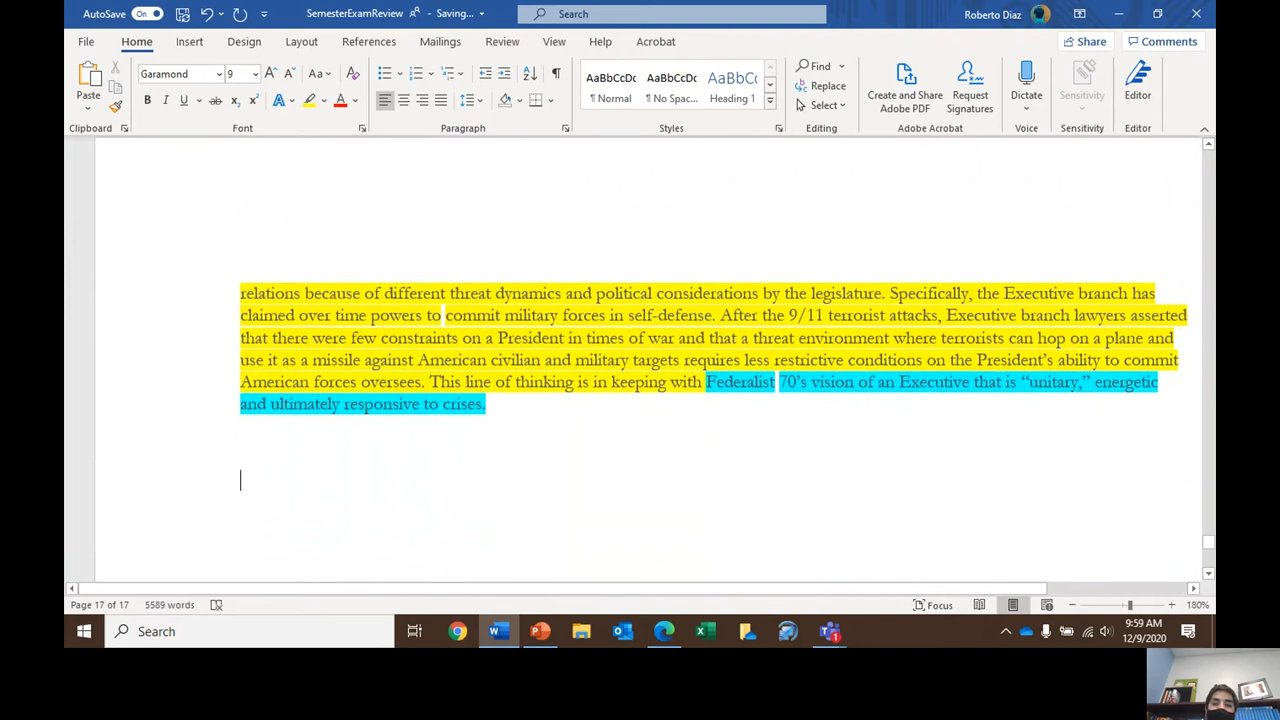 AutoSave On SemesterExamReview Saving... Search Roberto Diaz
File Home Insert Design Layout References Mailings Review View Help Acrobat Share Comments
Paste Garamond 9 Aa AaBbCcDc AaBbCcDc AaBbC Find
B I U ab x2 x2 A A ¶ Normal ¶ No Spac... Heading 1 Replace
Select
Create and Share Adobe PDF
Request Signatures
Dictate
Sensitivity
Editor
Clipboard Font Paragraph Styles Editing Adobe Acrobat Voice Sensitivity Editor
relations because of different threat dynamics and political considerations by the legislature. Specifically, the Executive branch has
claimed over time powers to commit military forces in self-defense. After the 9/11 terrorist attacks, Executive branch lawyers asserted
that there were few constraints on a President in times of war and that a threat environment where terrorists can hop on a plane and
use it as a missile against American civilian and military targets requires less restrictive conditions on the President's ability to commit
American forces oversees. This line of thinking is in keeping with Federalist 70's vision of an Executive that is “unitary,” energetic
and ultimately responsive to crises.
Page 17 of 17 5589 words Focus 180%
Search
9:59 AM
12/9/2020